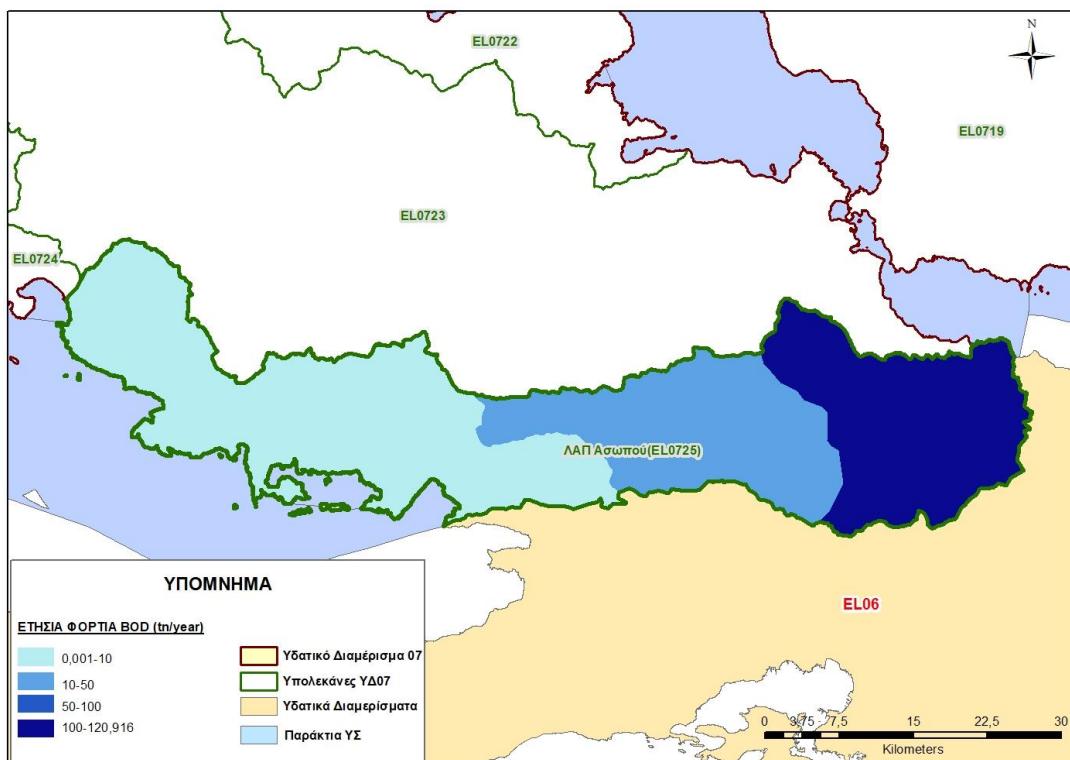 EL0722
N
EL0719
EL0723
EL0724
ΛΑΠ Ασωπού(EL0725)
EL06
ΥΠΟΜΝΗΜΑ
ΕΤΗΣΙΑ ΦΟΡΤΙΑ BOD (tn/year)
0,001-10
10-50
50-100
100-120,916
Υδατικό Διαμέρισμα 07
Υπολεκάνες ΥΔ07
Υδατικά Διαμερίσματα
Παράκτια ΥΣ
0 3,75 7,5 15 22,5 30
Kilometers